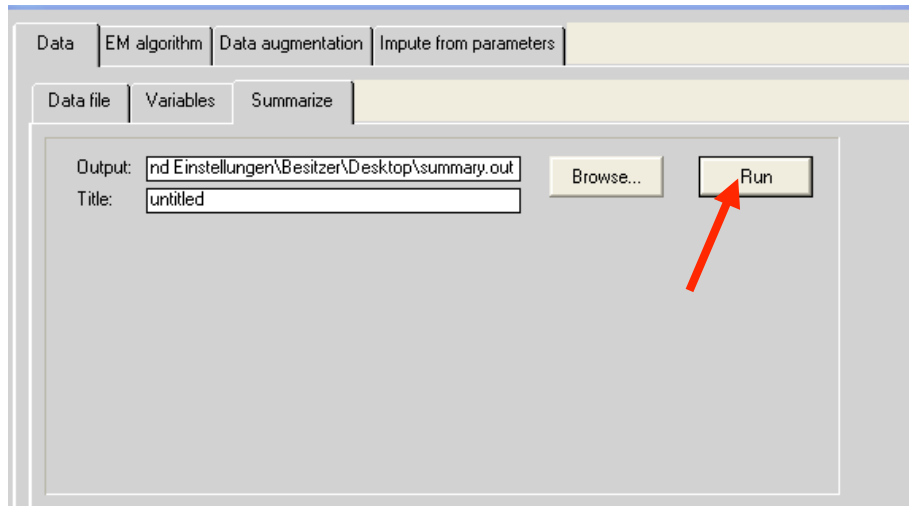 Data EM algorithm Data augmentation Impute from parameters
Data file Variables Summarize
Output: nd Einstellungen\Besitzer\Desktop\summary.out Browse... Run
Title: untitled